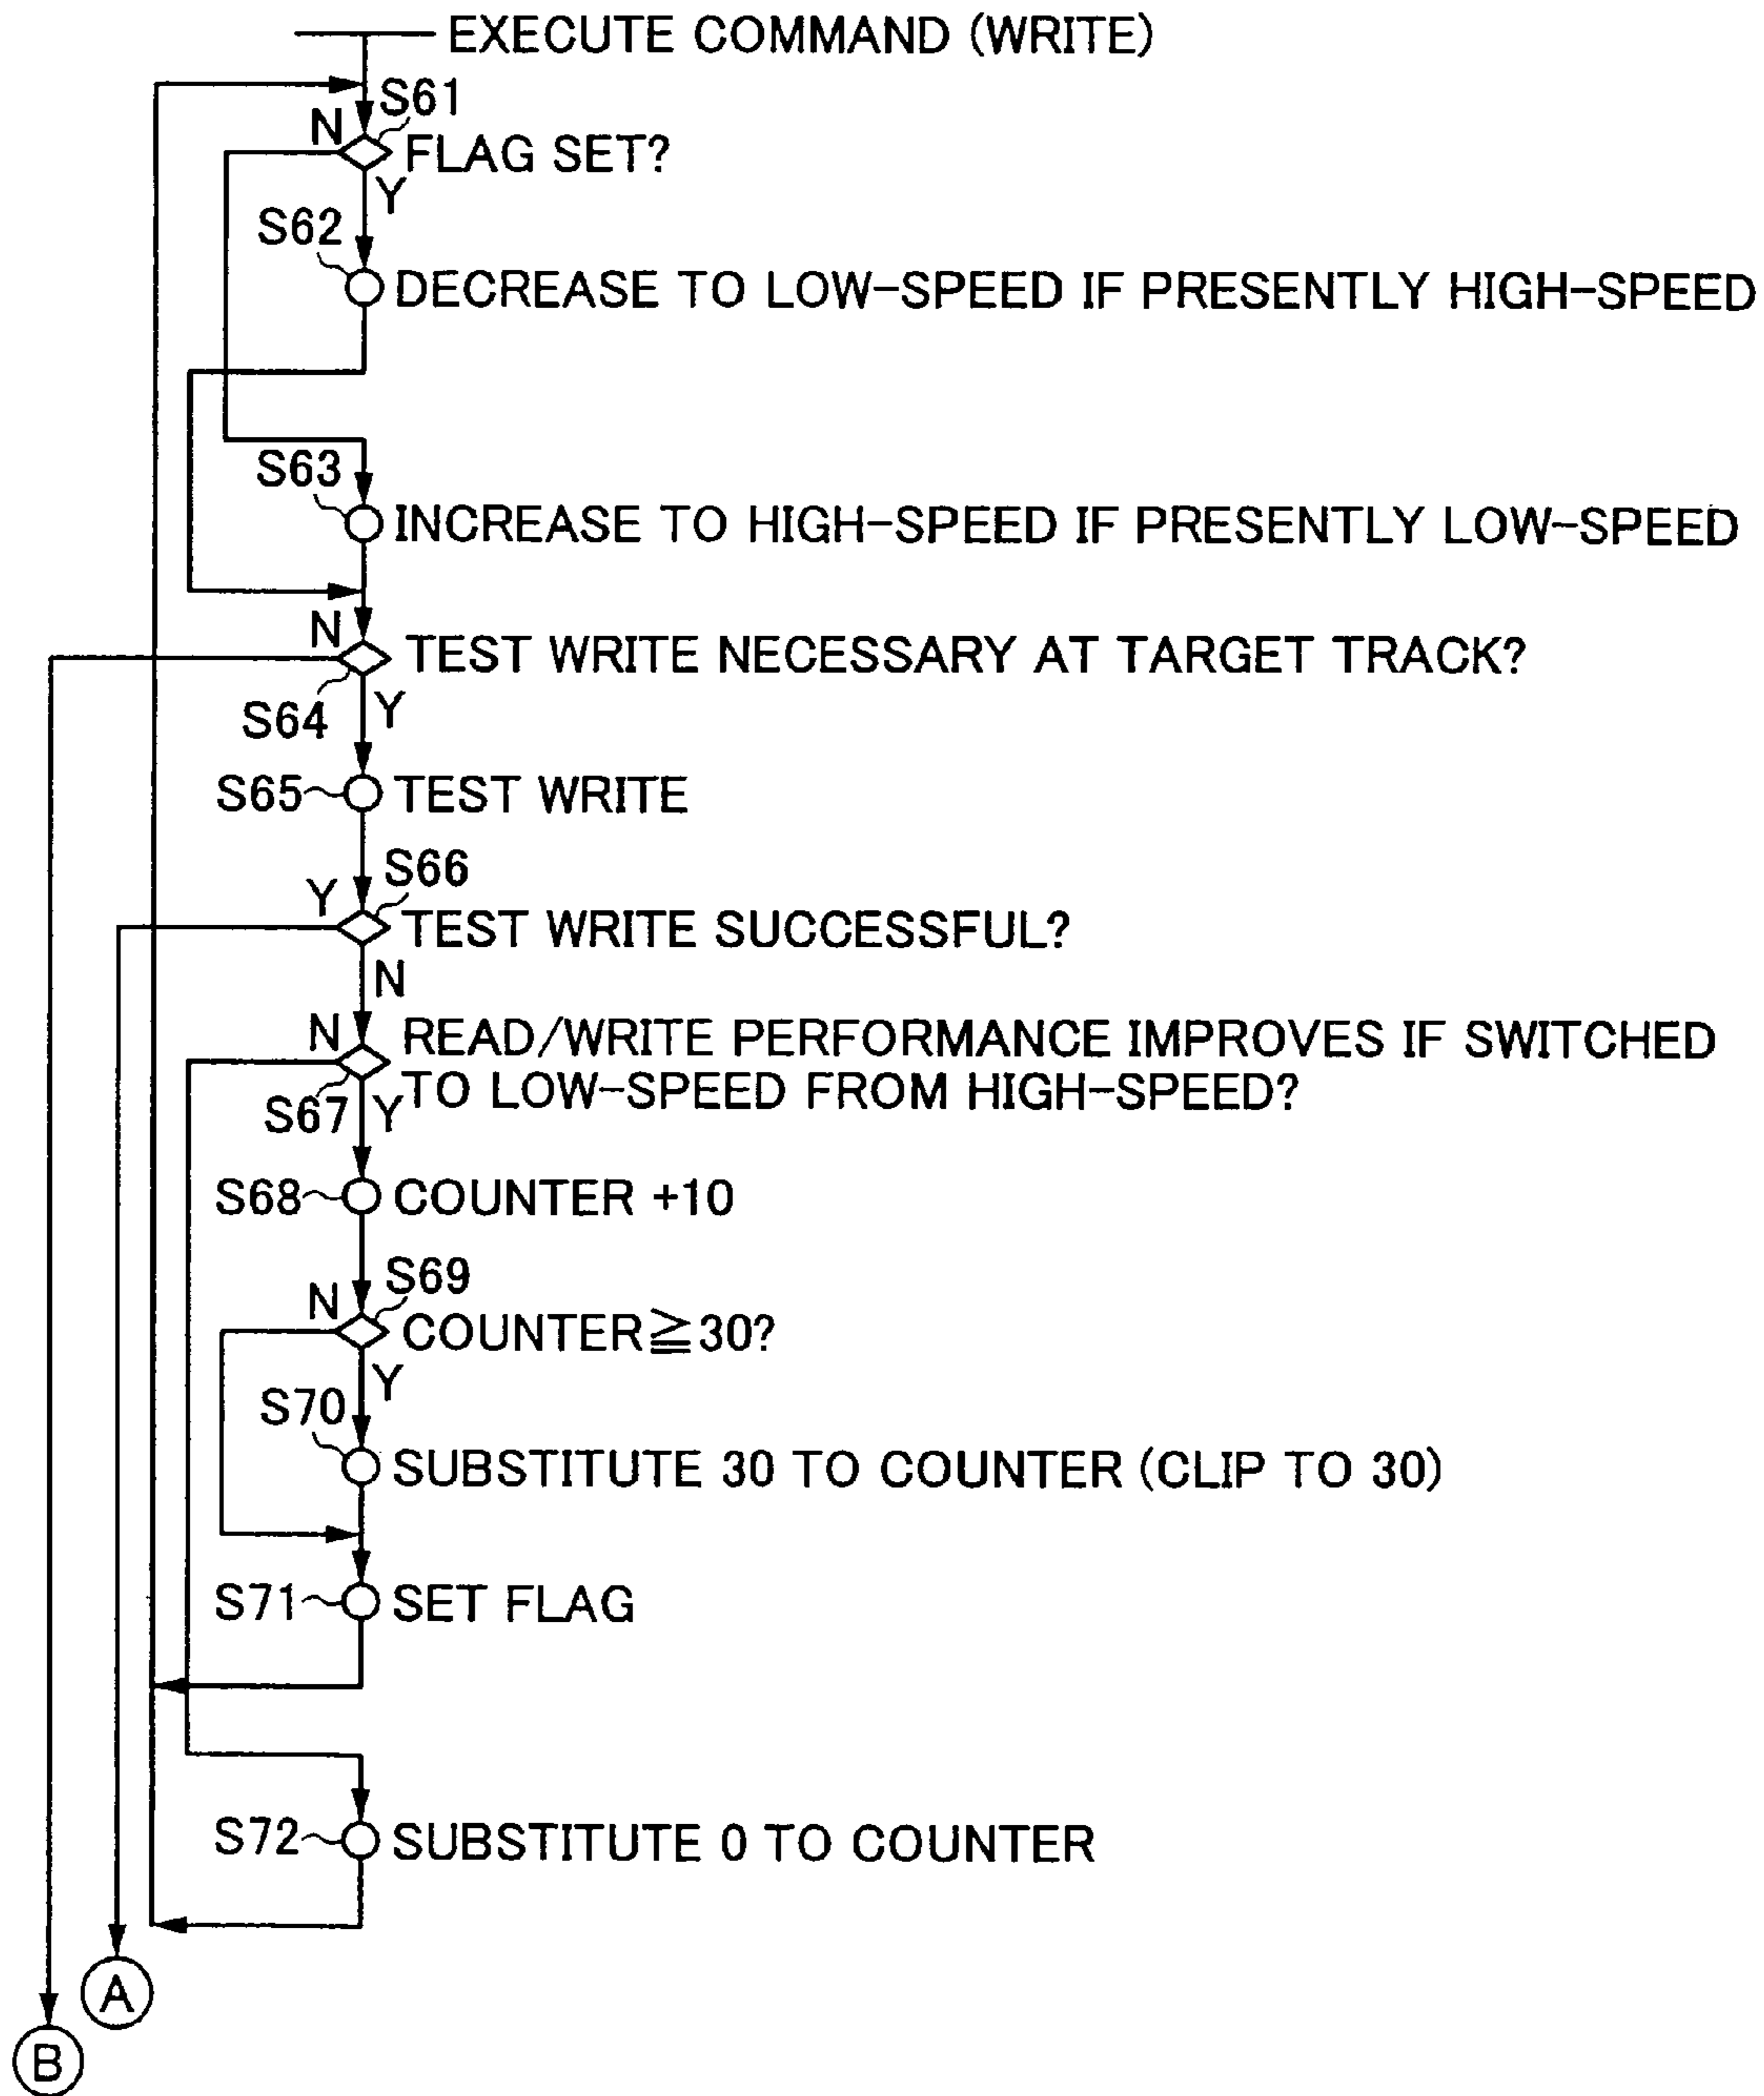 EXECUTE COMMAND (WRITE)
S61
N
FLAG SET?
Y
S62
DECREASE TO LOW-SPEED IF PRESENTLY HIGH-SPEED
S63
INCREASE TO HIGH-SPEED IF PRESENTLY LOW-SPEED
N
TEST WRITE NECESSARY AT TARGET TRACK?
S64
Y
S65
TEST WRITE
S66
Y
TEST WRITE SUCCESSFUL?
N
N
READ/WRITE PERFORMANCE IMPROVES IF SWITCHED
TO LOW-SPEED FROM HIGH-SPEED?
S67
Y
S68
COUNTER +10
S69
N
COUNTER≧30?
Y
S70
SUBSTITUTE 30 TO COUNTER (CLIP TO 30)
S71
SET FLAG
S72
SUBSTITUTE 0 TO COUNTER
A
B